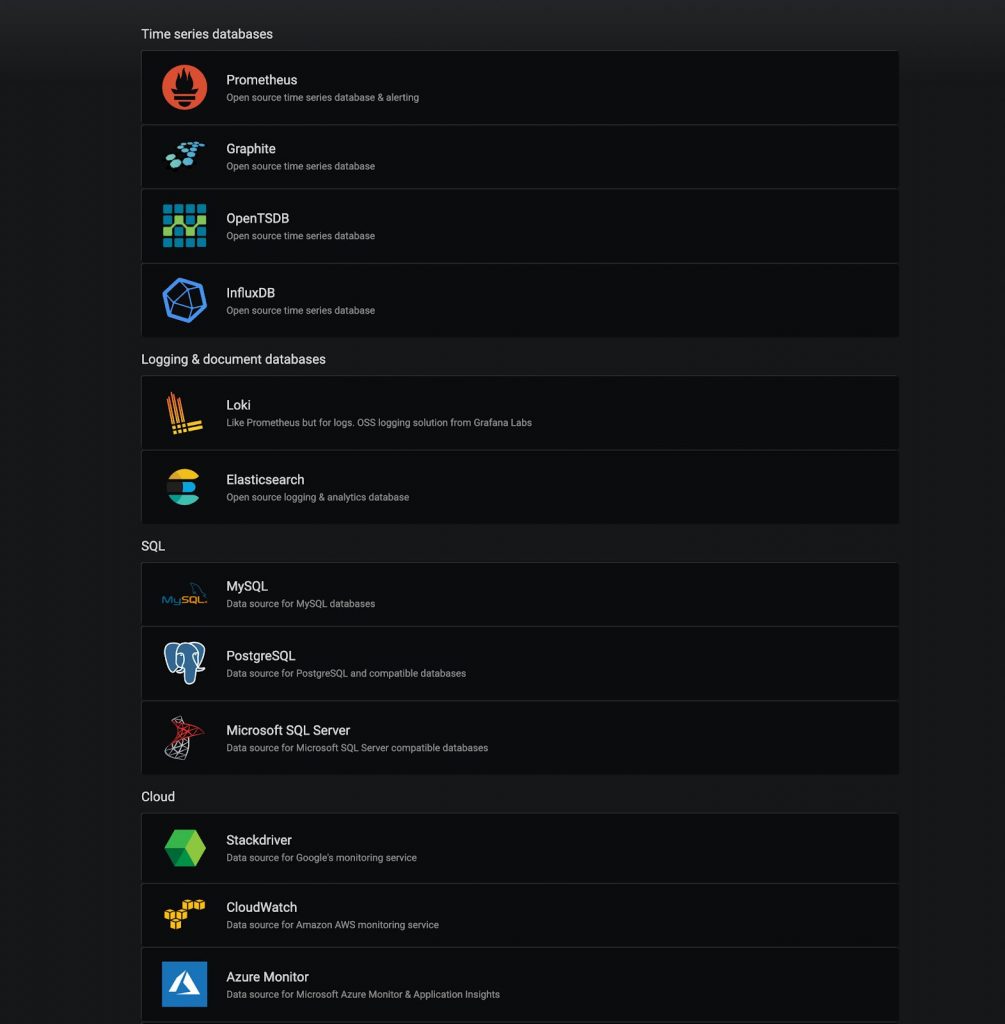 Time series databases
Prometheus
Open source time series database & alerting
Graphite
Open source time series database
OpenTSDB
Open source time series database
InfluxDB
Open source time series database
Logging & document databases
Loki
Like Prometheus but for logs. OSS logging solution from Grafana Labs
Elasticsearch
Open source logging & analytics database
SQL
MySQL
MySQL
Data source for MySQL databases
PostgreSQL
Data source for PostgreSQL and compatible databases
Microsoft SQL Server
Data source for Microsoft SQL Server compatible databases
Cloud
Stackdriver
Data source for Google's monitoring service
CloudWatch
Data source for Amazon AWS monitoring service
Azure Monitor
Data source for Microsoft Azure Monitor & Application Insights